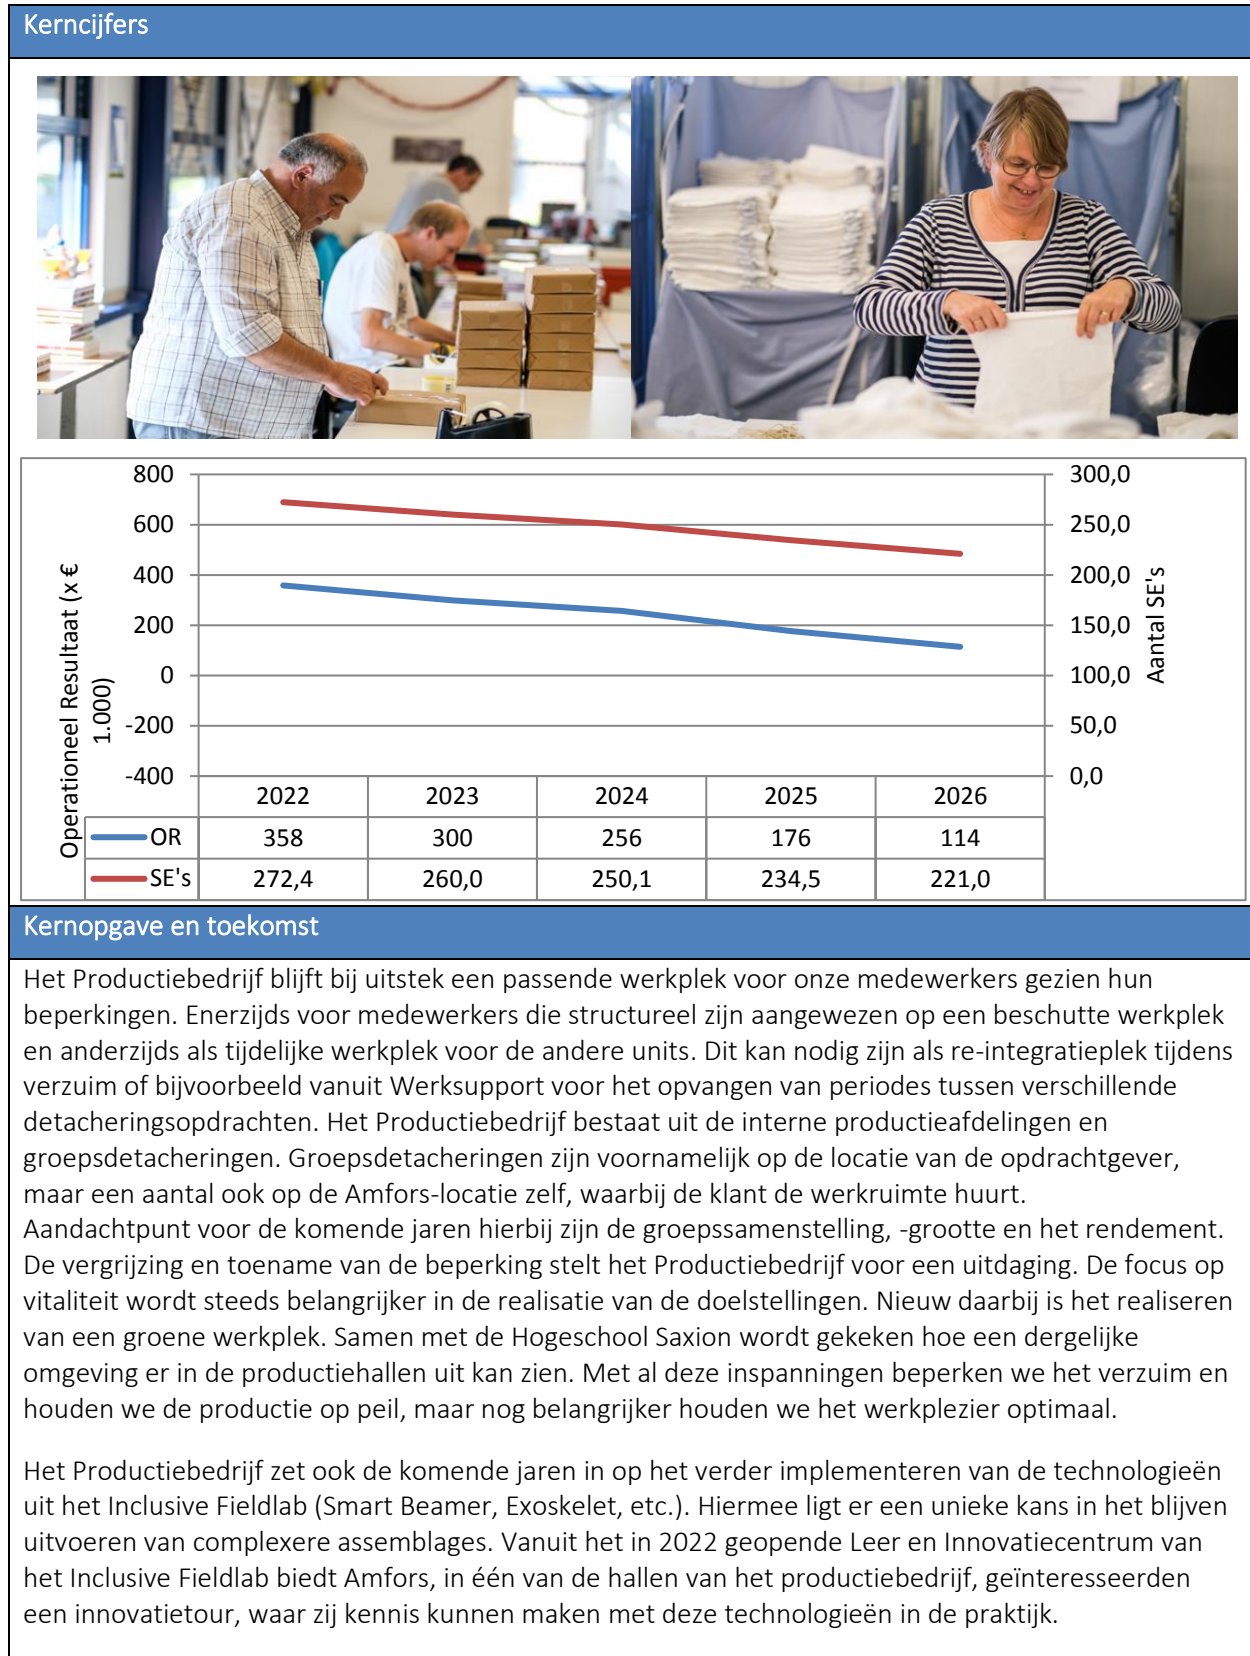 Kerncijfers
800
600
400
200
0
-200
-400
Operationeel Resultaat (x €
1.000)
300,0
250,0
200,0
150,0
100,0
50,0
0,0
Aantal SE's
2022 2023 2024 2025 2026
OR 358 300 256 176 114
SE's 272,4 260,0 250,1 234,5 221,0
Kernopgave en toekomst
Het Productiebedrijf blijft bij uitstek een passende werkplek voor onze medewerkers gezien hun
beperkingen. Enerzijds voor medewerkers die structureel zijn aangewezen op een beschutte werkplek
en anderzijds als tijdelijke werkplek voor de andere units. Dit kan nodig zijn als re-integratieplek tijdens
verzuim of bijvoorbeeld vanuit Werksupport voor het opvangen van periodes tussen verschillende
detacheringsopdrachten. Het Productiebedrijf bestaat uit de interne productieafdelingen en
groepsdetacheringen. Groepsdetacheringen zijn voornamelijk op de locatie van de opdrachtgever,
maar een aantal ook op de Amfors-locatie zelf, waarbij de klant de werkruimte huurt.
Aandachtpunt voor de komende jaren hierbij zijn de groepssamenstelling, -grootte en het rendement.
De vergrijzing en toename van de beperking stelt het Productiebedrijf voor een uitdaging. De focus op
vitaliteit wordt steeds belangrijker in de realisatie van de doelstellingen. Nieuw daarbij is het realiseren
van een groene werkplek. Samen met de Hogeschool Saxion wordt gekeken hoe een dergelijke
omgeving er in de productiehallen uit kan zien. Met al deze inspanningen beperken we het verzuim en
houden we de productie op peil, maar nog belangrijker houden we het werkplezier optimaal.
Het Productiebedrijf zet ook de komende jaren in op het verder implementeren van de technologieën
uit het Inclusive Fieldlab (Smart Beamer, Exoskelet, etc.). Hiermee ligt er een unieke kans in het blijven
uitvoeren van complexere assemblages. Vanuit het in 2022 geopende Leer en Innovatiecentrum van
het Inclusive Fieldlab biedt Amfors, in één van de hallen van het productiebedrijf, geïnteresseerden
een innovatietour, waar zij kennis kunnen maken met deze technologieën in de praktijk.